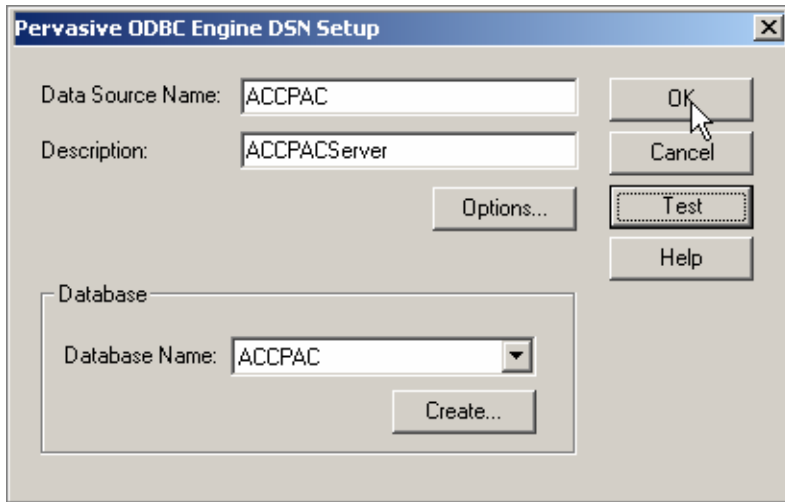 Pervasive ODBC Engine DSN Setup
Data Source Name: ACCPAC
OK
Description: ACCPACServer
Cancel
Options...
Test
Help
Database
Database Name: ACCPAC
Create...